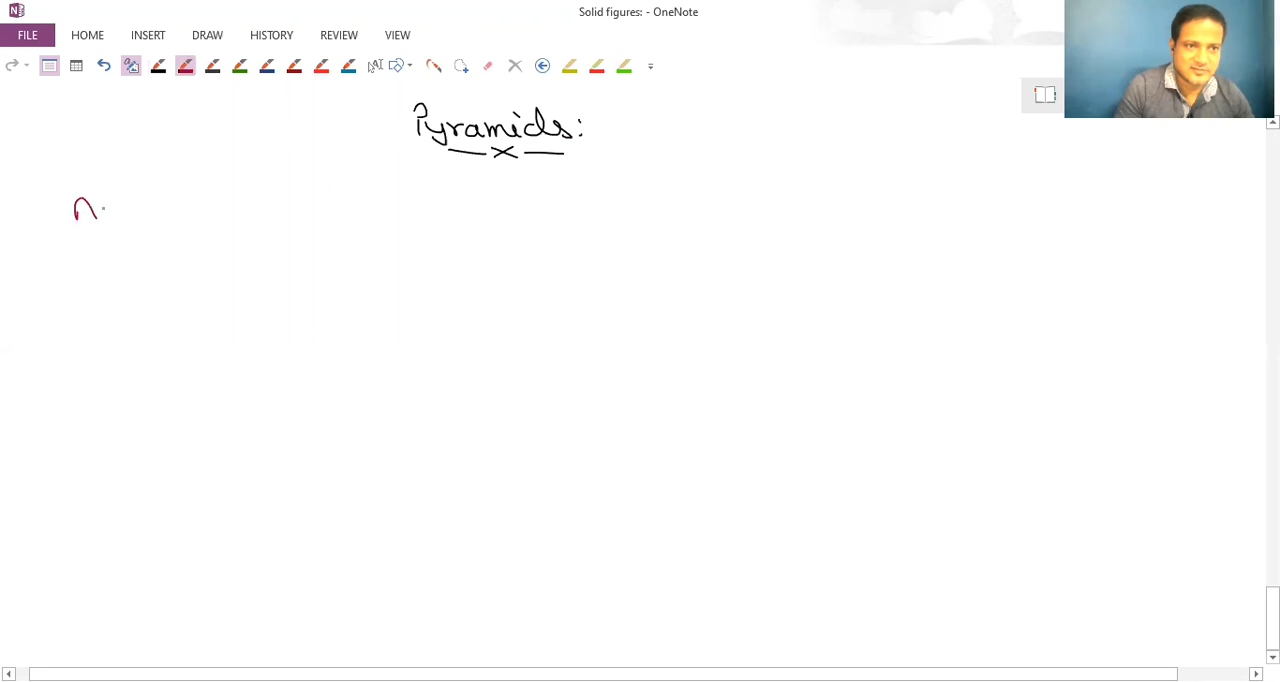 Solid figures: - OneNote
FILE HOME INSERT DRAW HISTORY REVIEW VIEW
Pyramids: